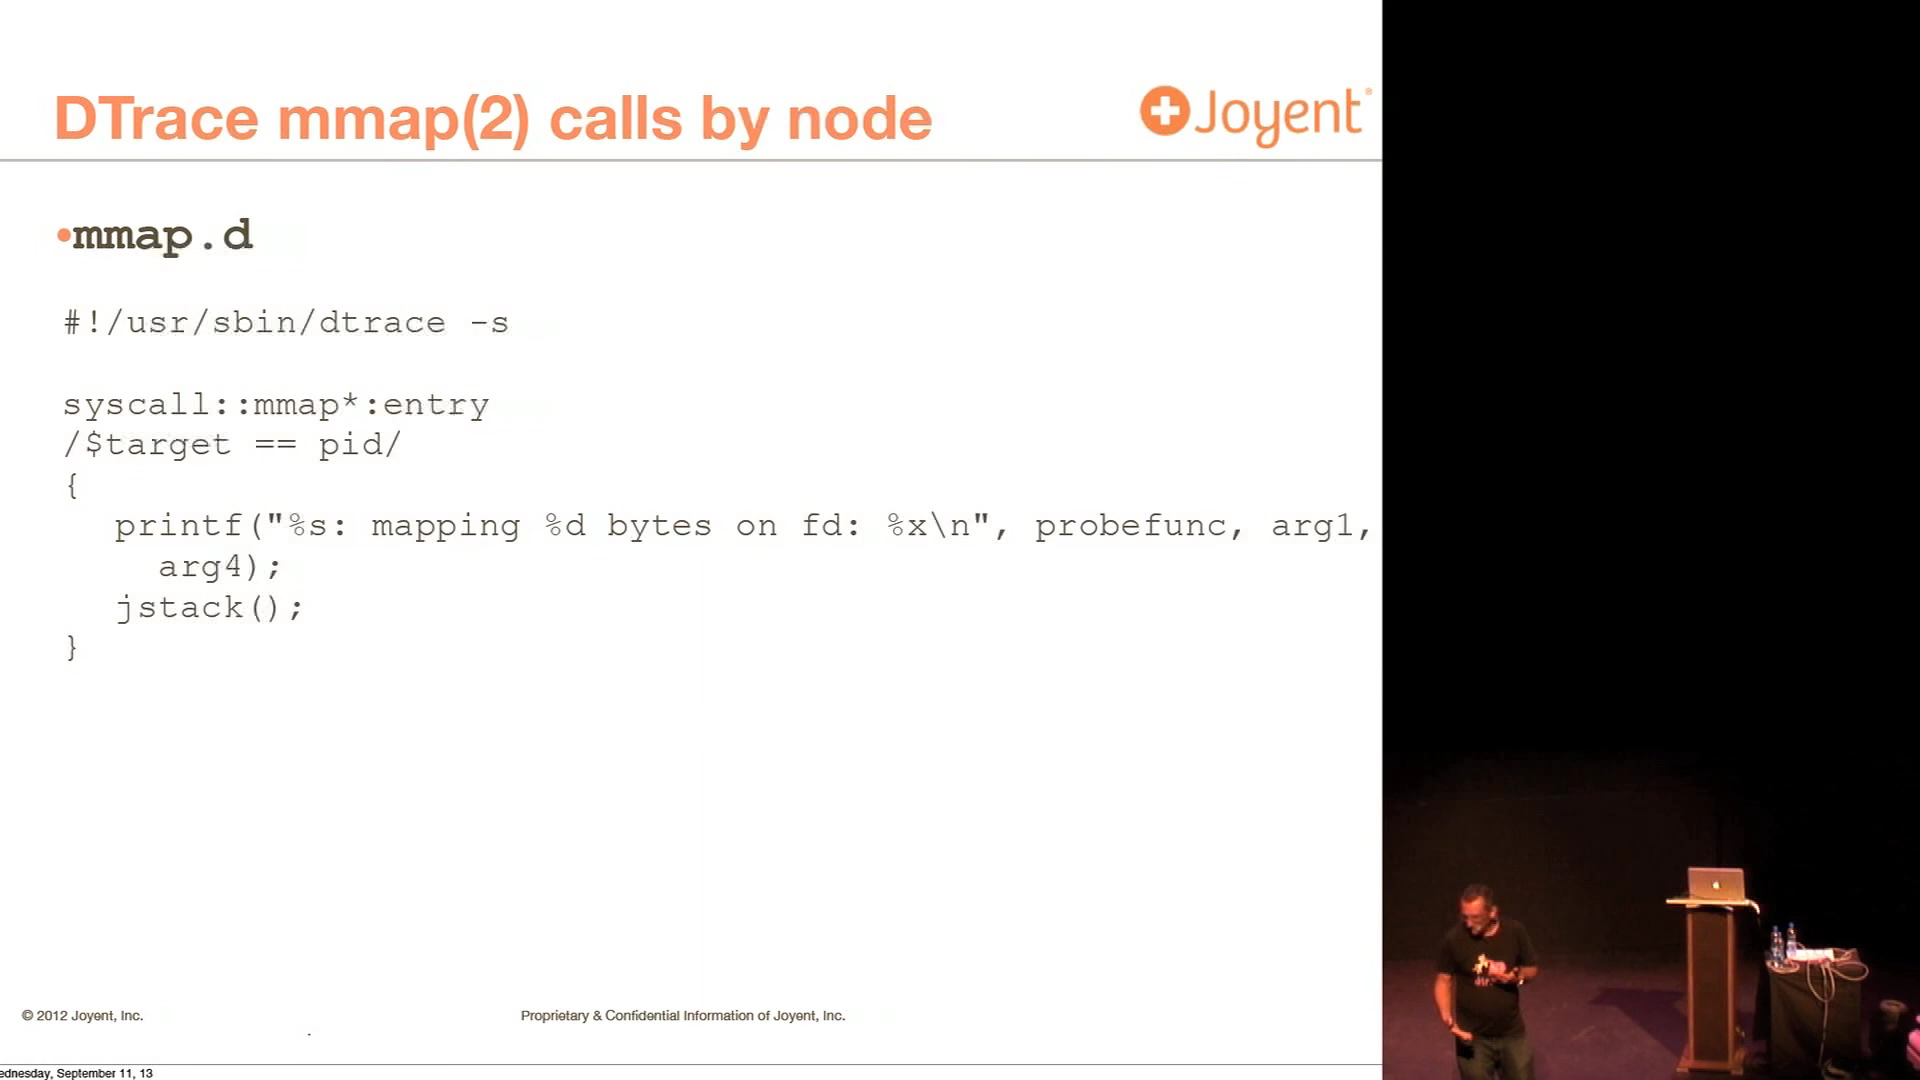 DTrace mmap(2) calls by node
Joyent
•mmap.d
#!/usr/sbin/dtrace -s
syscall::mmap*:entry
/$target == pid/
{
printf("%s: mapping %d bytes on fd: %x\n", probefunc, arg1,
arg4);
jstack();
}
© 2012 Joyent, Inc.
Proprietary & Confidential Information of Joyent, Inc.
ednesday, September 11, 13